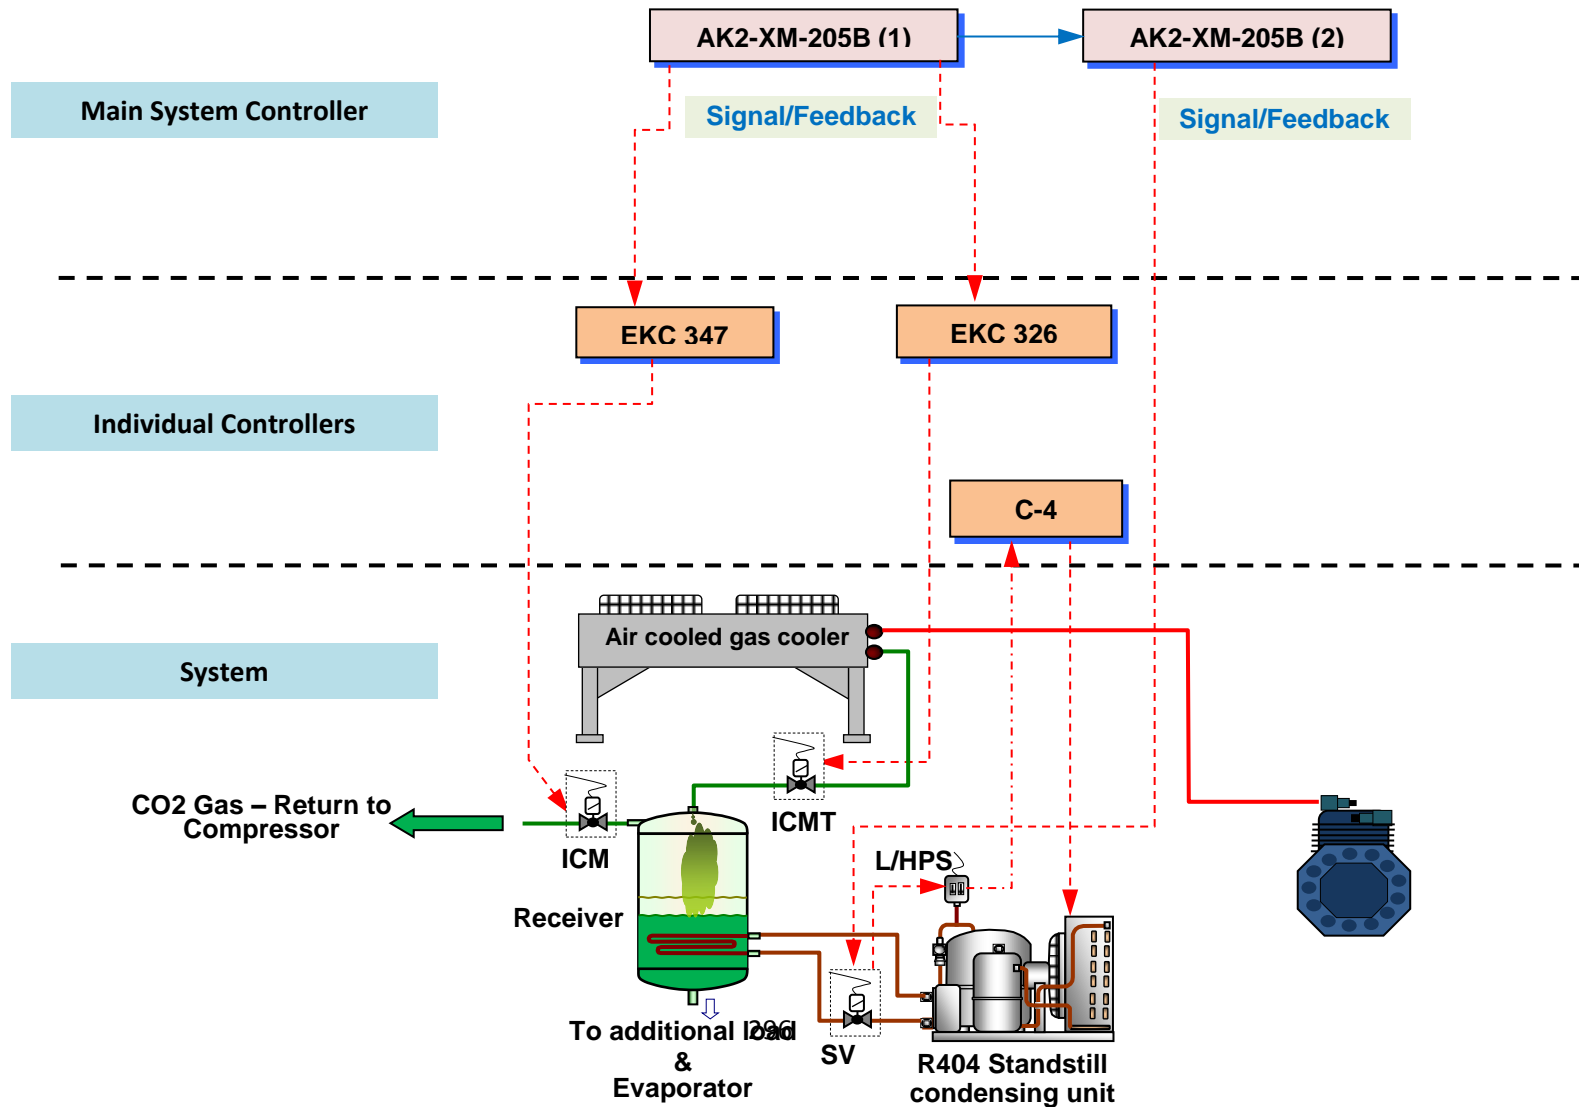 AK2-XM-205B (1)
AK2-XM-205B (2)
Main System Controller
Signal/Feedback
Signal/Feedback
EKC 347
EKC 326
Individual Controllers
C-4
Air cooled gas cooler
System
CO2 Gas – Return to
Compressor
ICM
ICMT
L/HPS
Receiver
To additional load
296
&
Evaporator
SV
R404 Standstill
condensing unit